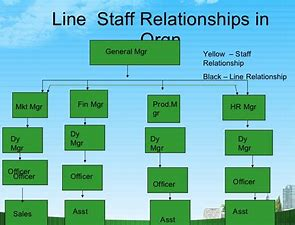 Line Staff Relationships in
Orgn
General Mgr
Yellow – Staff
Relationship
Black – Line Relationship
Mkt Mgr
Fin Mgr
Prod.M
gr
HR Mgr
Dy
Mgr
Dy
Mgr
Dy
Mgr
Dy
Mgr
Officer
Officer
Officer
Officer
Officer
Sales
Asst
Asst
Asst